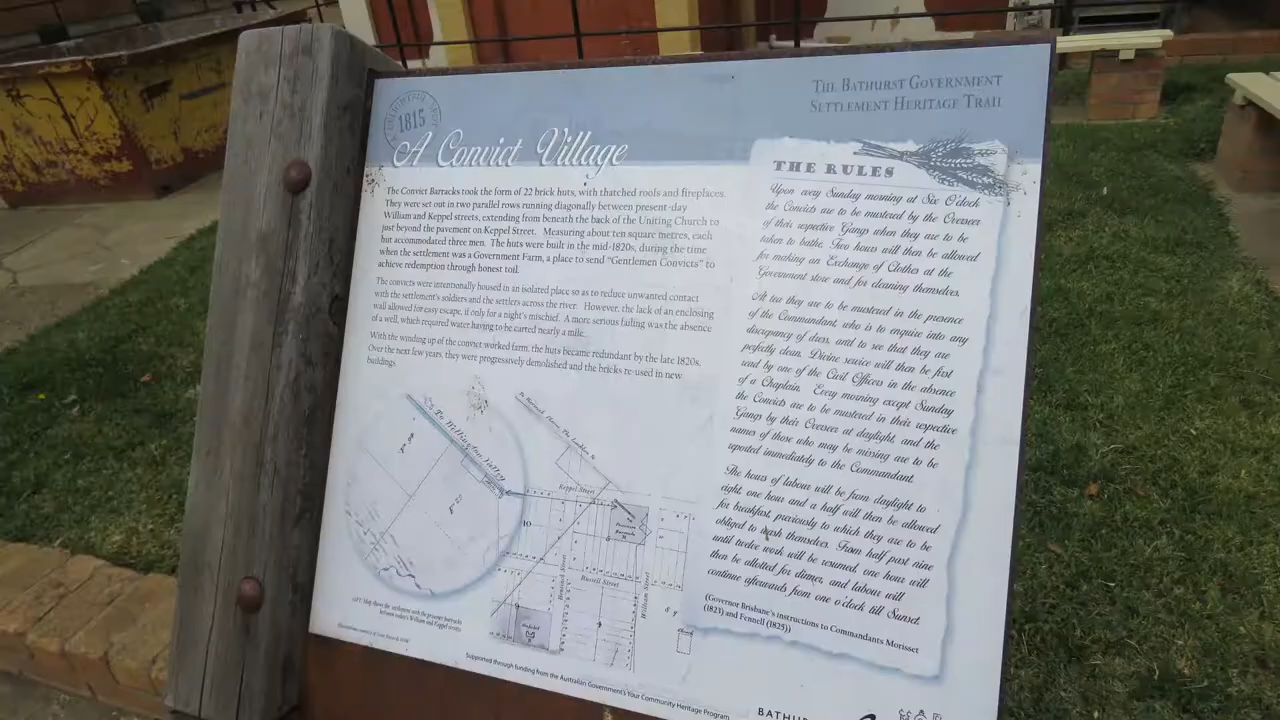 1815
A Convict Village
The Bathurst Government
Settlement Heritage Trail
The Convict Barracks took the form of 22 brick huts, with thatched roofs and fireplaces.
They were set out in two parallel rows running diagonally between present-day
William and Keppel streets, extending from beneath the back of the Uniting Church to
just beyond the pavement on Keppel Street. Measuring about ten square metres, each
hut accommodated three men. The huts were built in the mid-1820s, during the time
when the settlement was a Government Farm, a place to send "Gentlemen Convicts" to
achieve redemption through honest toil.
The convicts were intentionally housed in an isolated place so as to reduce unwanted contact
with the settlement's soldiers and the settlers across the river. However, the lack of an enclosing
wall allowed for easy escape, if only for a night's mischief. A more serious failing was the absence
of a well, which required water having to be carted nearly a mile.
With the winding up of the convict worked farm, the huts became redundant by the late 1820s.
Over the next few years, they were progressively demolished and the bricks re-used in new
buildings.
THE RULES
Upon every Sunday morning at Six O'clock
the Convicts are to be mustered by the Overseer
of their respective Gangs when they are to be
taken to bathe. Two hours will then be allowed
for making an Exchange of Clothes at the
Government store and for cleaning themselves.
At ten they are to be mustered in the presence
of the Commandant, who is to enquire into any
discrepancy of dress, and to see that they are
perfectly clean. Divine service will then be first
read by one of the Civil Officers in the absence
of a Chaplain. Every morning except Sunday
the Convicts are to be mustered in their respective
Gangs by their Overseer at daylight, and the
names of those who may be missing are to be
reported immediately to the Commandant.
The hours of labour will be from daylight to
eight, one hour and a half will then be allowed
for breakfast, previously to which they are to be
obliged to wash themselves. From half past nine
until twelve work will be resumed, one hour will
then be allotted for dinner, and labour will
continue afterwards from one o'clock till Sunset.
(Governor Brisbane's instructions to Commandants Morisset
(1823) and Fennell (1825))
To Wellington Valley
Keppel Street
Russell Street
William Street
Supported through funding from the Australian Government's Your Community Heritage Program
BATHUR